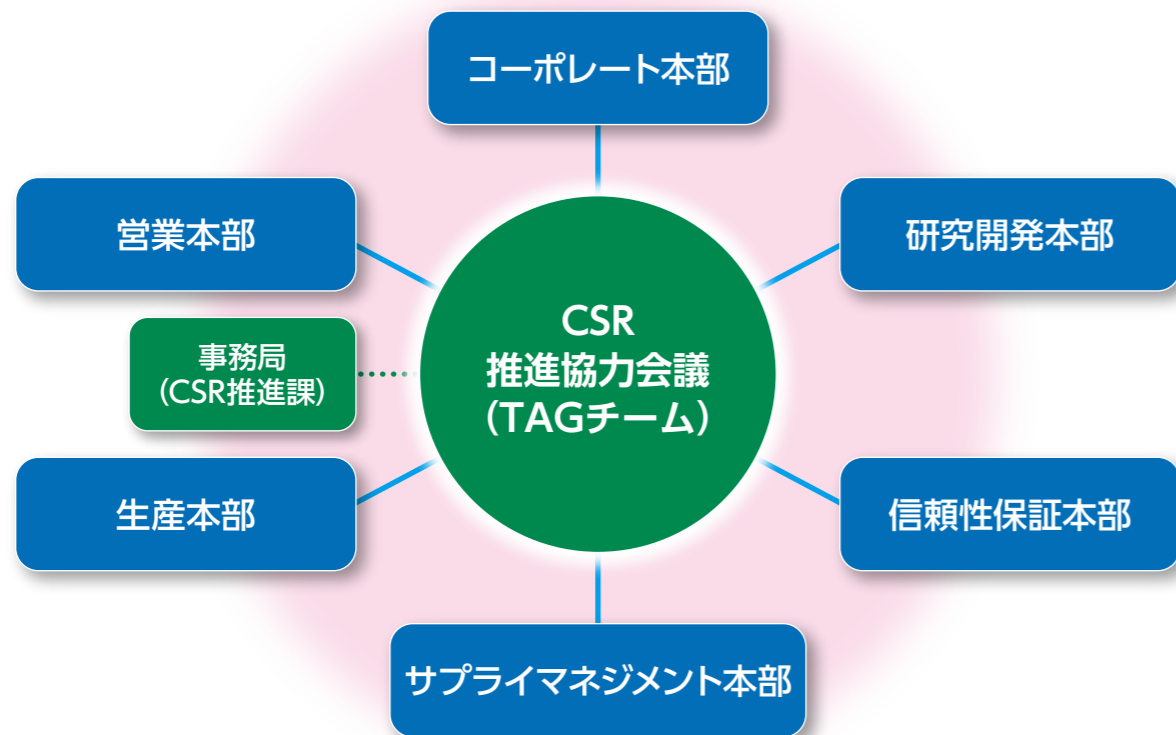 コーポレート本部
営業本部
研究開発本部
CSR
推進協力会議
（TAGチーム）
事務局
（CSR推進課）
生産本部
信頼性保証本部
サプライマネジメント本部